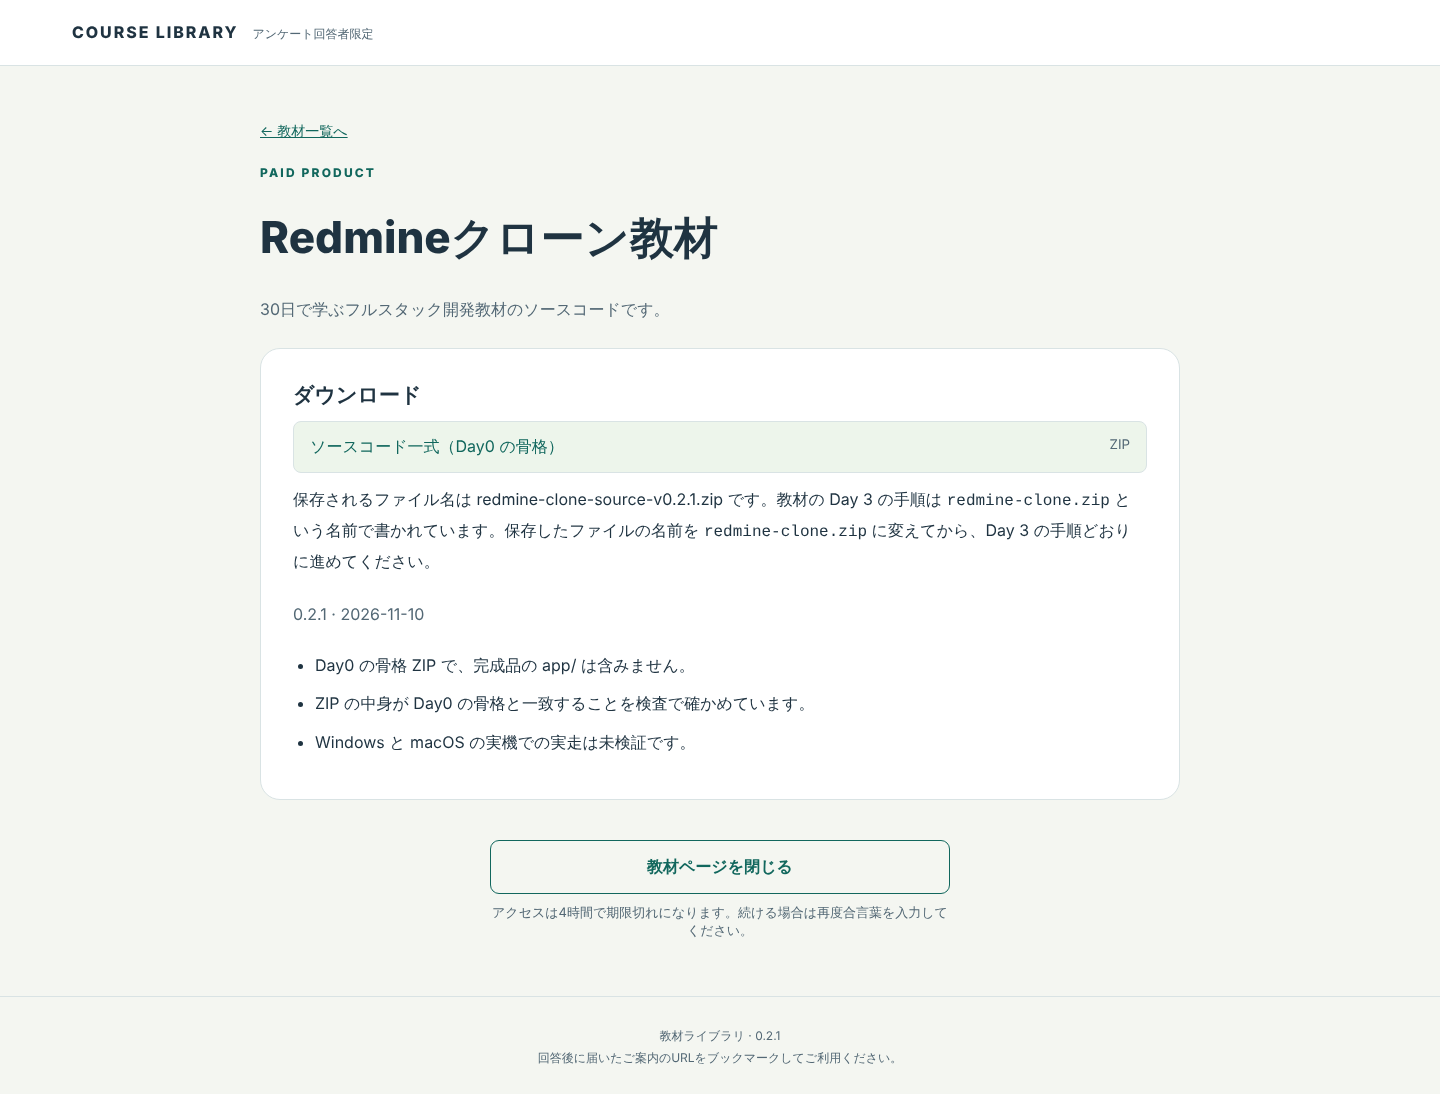 COURSE LIBRARY アンケート回答者限定
← 教材一覧へ
PAID PRODUCT
Redmineクローン教材
30日で学ぶフルスタック開発教材のソースコードです。
ダウンロード
ソースコード一式（Day0 の骨格） ZIP
保存されるファイル名は redmine-clone-source-v0.2.1.zip です。教材の Day 3 の手順は redmine-clone.zip と
いう名前で書かれています。保存したファイルの名前を redmine-clone.zip に変えてから、Day 3 の手順どおり
に進めてください。
0.2.1 · 2026-11-10
• Day0 の骨格 ZIP で、完成品の app/ は含みません。
• ZIP の中身が Day0 の骨格と一致することを検査で確かめています。
• Windows と macOS の実機での実走は未検証です。
教材ページを閉じる
アクセスは4時間で期限切れになります。続ける場合は再度合言葉を入力して
ください。
教材ライブラリ · 0.2.1
回答後に届いたご案内のURLをブックマークしてご利用ください。